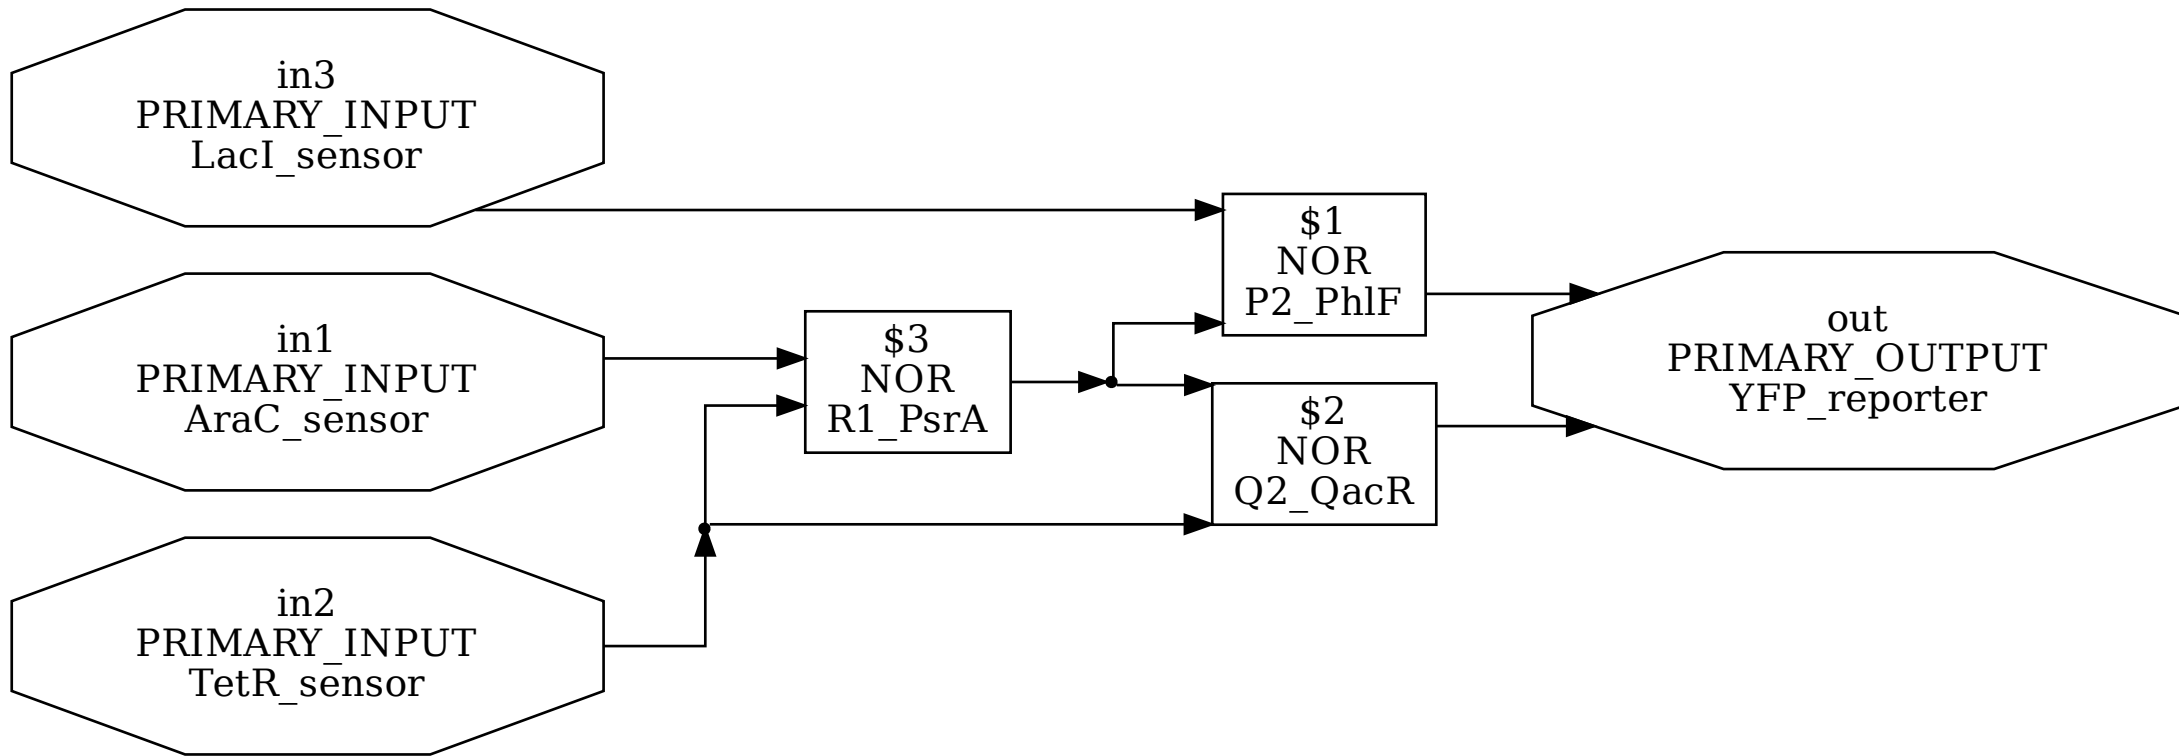 in3
PRIMARY_INPUT
LacI_sensor
in1
PRIMARY_INPUT
AraC_sensor
in2
PRIMARY_INPUT
TetR_sensor
$3
NOR
R1_PsrA
$1
NOR
P2_PhlF
$2
NOR
Q2_QacR
out
PRIMARY_OUTPUT
YFP_reporter